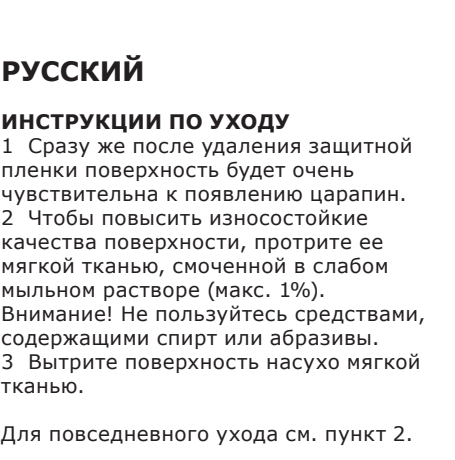 РУССКИЙ
ИНСТРУКЦИИ ПО УХОДУ
1 Сразу же после удаления защитной
пленки поверхность будет очень
чувствительна к появлению царапин.
2 Чтобы повысить износостойкие
качества поверхности, протрите ее
мягкой тканью, смоченной в слабом
мыльном растворе (макс. 1%).
Внимание! Не пользуйтесь средствами,
содержащими спирт или абразивы.
3 Вытрите поверхность насухо мягкой
тканью.
Для повседневного ухода см. пункт 2.